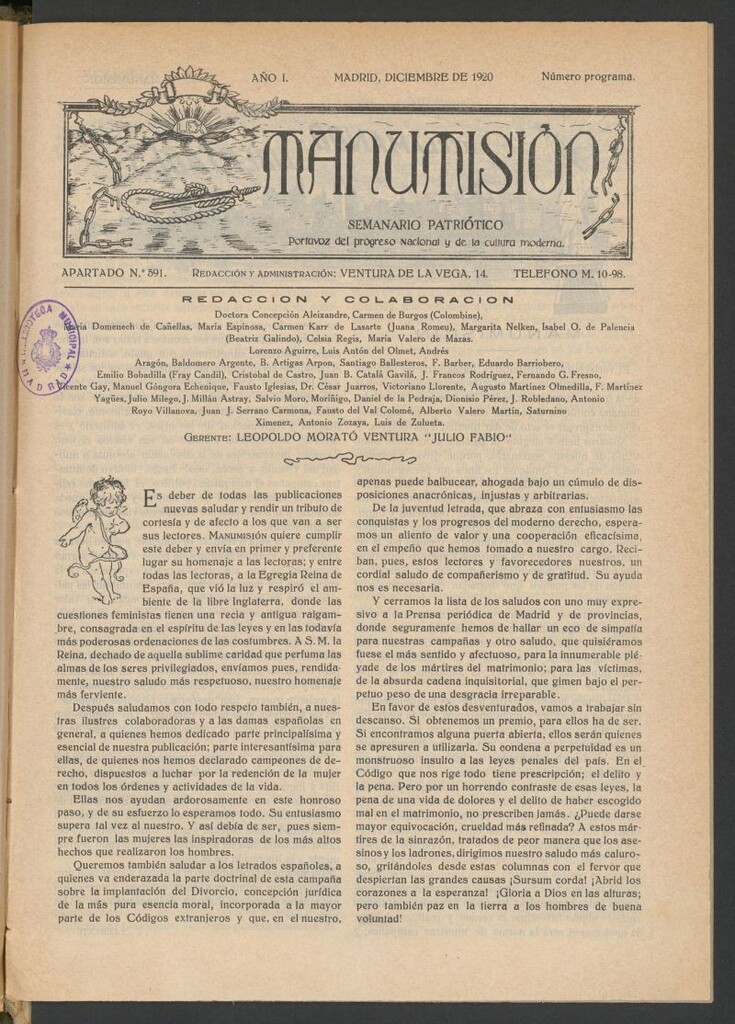 AÑO I. MADRID, DICIEMBRE DE 1920 Número programa.
LEX
MANUMISIÓN
SEMANARIO PATRIÓTICO
Portavoz del progreso nacional y de la cultura moderna.
APARTADO N.º 591. REDACCIÓN Y ADMINISTRACIÓN: VENTURA DE LA VEGA, 14. TELEFONO M. 10-98.
REDACCION Y COLABORACION
Doctora Concepción Aleixandre, Carmen de Burgos (Colombine),
María Domenech de Cañellas, María Espinosa, Carmen Karr de Lasarte (Juana Romeu), Margarita Nelken, Isabel O. de Palencia
(Beatriz Galindo), Celsia Regis, María Valero de Mazas.
Lorenzo Aguirre, Luis Antón del Olmet, Andrés
Aragón, Baldomero Argente, B. Artigas Arpon, Santiago Ballesteros, F. Barber, Eduardo Barriobero,
Emilio Bobadilla (Fray Candil), Cristobal de Castro, Juan B. Catalá Gavilá, J. Francos Rodríguez, Fernando G. Fresno,
Vicente Gay, Manuel Góngora Echenique, Fausto Iglesias, Dr. César Juarros, Victoriano Llorente, Augusto Martinez Olmedilla, F. Martinez
Yagües, Julio Milego, J. Millán Astray, Salvio Moro, Moriñigo, Daniel de la Pedraja, Dionisio Pérez, J. Robledano, Antonio
Royo Villanova, Juan J. Serrano Carmona, Fausto del Val Colomé, Alberto Valero Martín, Saturnino
Ximenez, Antonio Zozaya, Luis de Zulueta.
GERENTE: LEOPOLDO MORATÓ VENTURA "JULIO FABIO"
HEMEROTECA MUNICIPAL
MADRID
Es deber de todas las publicaciones
nuevas saludar y rendir un tributo de
cortesía y de afecto a los que van a ser
sus lectores. MANUMISIÓN quiere cumplir
este deber y envía en primer y preferente
lugar su homenaje a las lectoras; y entre
todas las lectoras, a la Egregia Reina de
España, que vió la luz y respiró el am-
biente de la libre Inglaterra, donde las
cuestiones feministas tienen una recia y antigua raigam-
bre, consagrada en el espíritu de las leyes y en las todavía
más poderosas ordenaciones de las costumbres. A S. M. la
Reina, dechado de aquella sublime caridad que perfuma las
almas de los seres privilegiados, envíamos pues, rendida-
mente, nuestro saludo más respetuoso, nuestro homenaje
más ferviente.
Después saludamos con todo respeto también, a nues-
tras ilustres colaboradoras y a las damas españolas en
general, a quienes hemos dedicado parte principalísima y
esencial de nuestra publicación; parte interesantísima para
ellas, de quienes nos hemos declarado campeones de de-
recho, dispuestos a luchar por la redención de la mujer
en todos los órdenes y actividades de la vida.
Ellas nos ayudan ardorosamente en este honroso
paso, y de su esfuerzo lo esperamos todo. Su entusiasmo
supera tal vez al nuestro. Y así debía de ser, pues siem-
pre fueron las mujeres las inspiradoras de los más altos
hechos que realizaron los hombres.
Queremos también saludar a los letrados españoles, a
quienes va enderazada la parte doctrinal de esta campaña
sobre la implantación del Divorcio, concepción jurídica
de la más pura esencia moral, incorporada a la mayor
parte de los Códigos extranjeros y que, en el nuestro,
apenas puede balbucear, ahogada bajo un cúmulo de dis-
posiciones anacrónicas, injustas y arbitrarias.
De la juventud letrada, que abraza con entusiasmo las
conquistas y los progresos del moderno derecho, espera-
mos un aliento de valor y una cooperación eficacísima,
en el empeño que hemos tomado a nuestro cargo. Reci-
ban, pues, estos lectores y favorecedores nuestros, un
cordial saludo de compañerismo y de gratitud. Su ayuda
nos es necesaria.
Y cerramos la lista de los saludos con uno muy expre-
sivo a la Prensa periódica de Madrid y de provincias,
donde seguramente hemos de hallar un eco de simpatía
para nuestras campañas y otro saludo, que quisiéramos
fuese el más sentido y afectuoso, para la innumerable plé-
yade de los mártires del matrimonio; para las víctimas,
de la absurda cadena inquisitorial, que gimen bajo el per-
petuo peso de una desgracia irreparable.
En favor de estos desventurados, vamos a trabajar sin
descanso. Si obtenemos un premio, para ellos ha de ser.
Si encontramos alguna puerta abierta, ellos serán quienes
se apresuren a utilizarla. Su condena a perpetuidad es un
monstruoso insulto a las leyes penales del país. En el
Código que nos rige todo tiene prescripción; el delito y
la pena. Pero por un horrendo contraste de esas leyes, la
pena de una vida de dolores y el delito de haber escogido
mal en el matrimonio, no prescriben jamás. ¿Puede darse
mayor equivocación, crueldad más refinada? A estos már-
tires de la sinrazón, tratados de peor manera que los ase-
sinos y los ladrones, dirigimos nuestro saludo más caluro-
so, gritándoles desde estas columnas con el fervor que
despiertan las grandes causas ¡Sursum corda! ¡Abrid los
corazones a la esperanza! ¡Gloria a Dios en las alturas;
pero también paz en la tierra a los hombres de buena
voluntad!